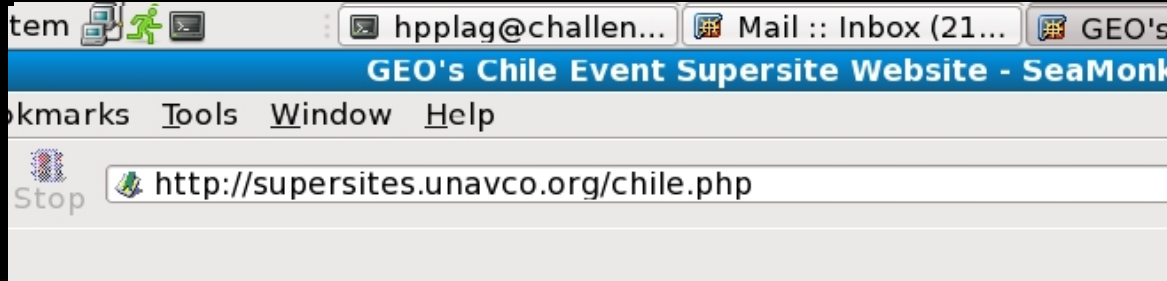 tem hpplag@challen... Mail :: Inbox (21... GEO's
GEO's Chile Event Supersite Website - SeaMonk
okmarks Tools Window Help
Stop http://supersites.unavco.org/chile.php